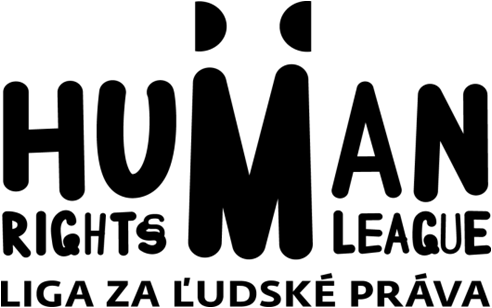 HUMAN
RIGHTS LEAGUE
LIGA ZA ĽUDSKÉ PRÁVA